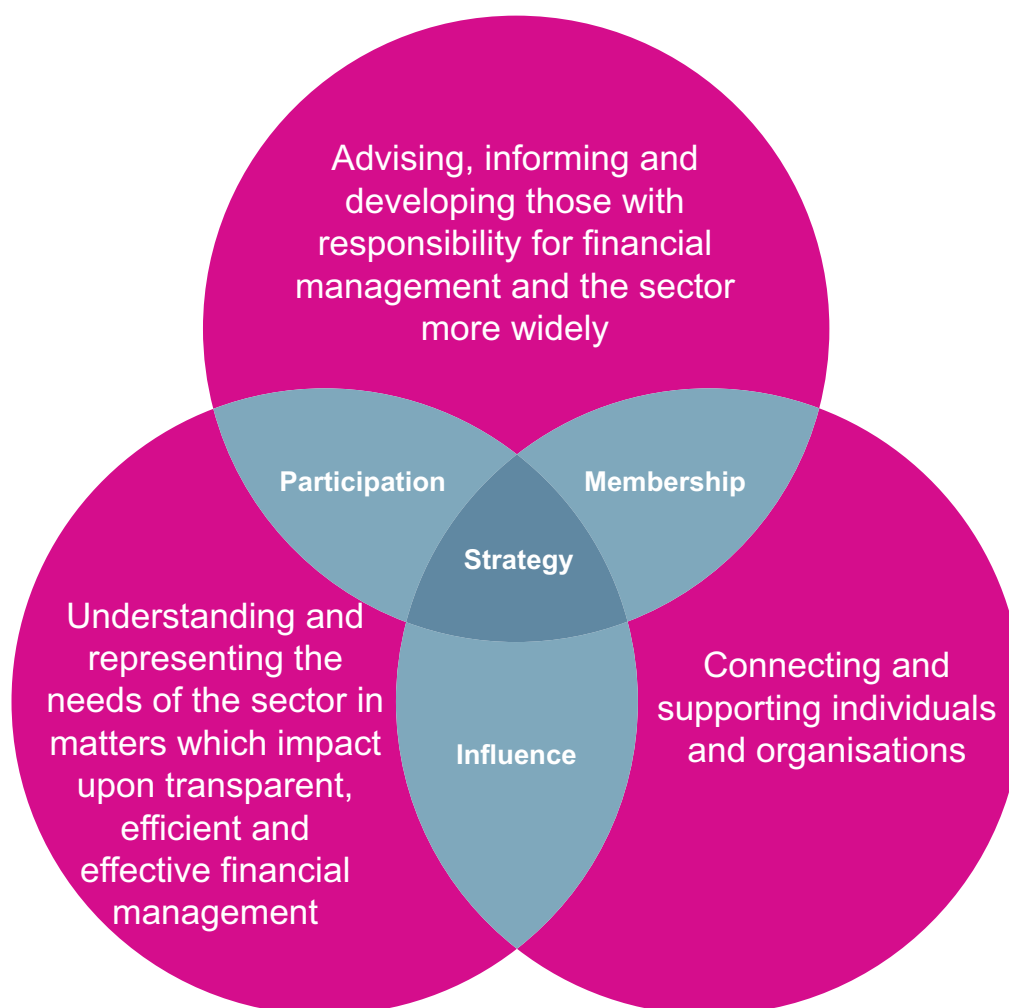 Advising, informing and
developing those with
responsibility for financial
management and the sector
more widely
Participation
Membership
Strategy
Understanding and
representing the
needs of the sector in
matters which impact
upon transparent,
efficient and
effective financial
management
Influence
Connecting and
supporting individuals
and organisations